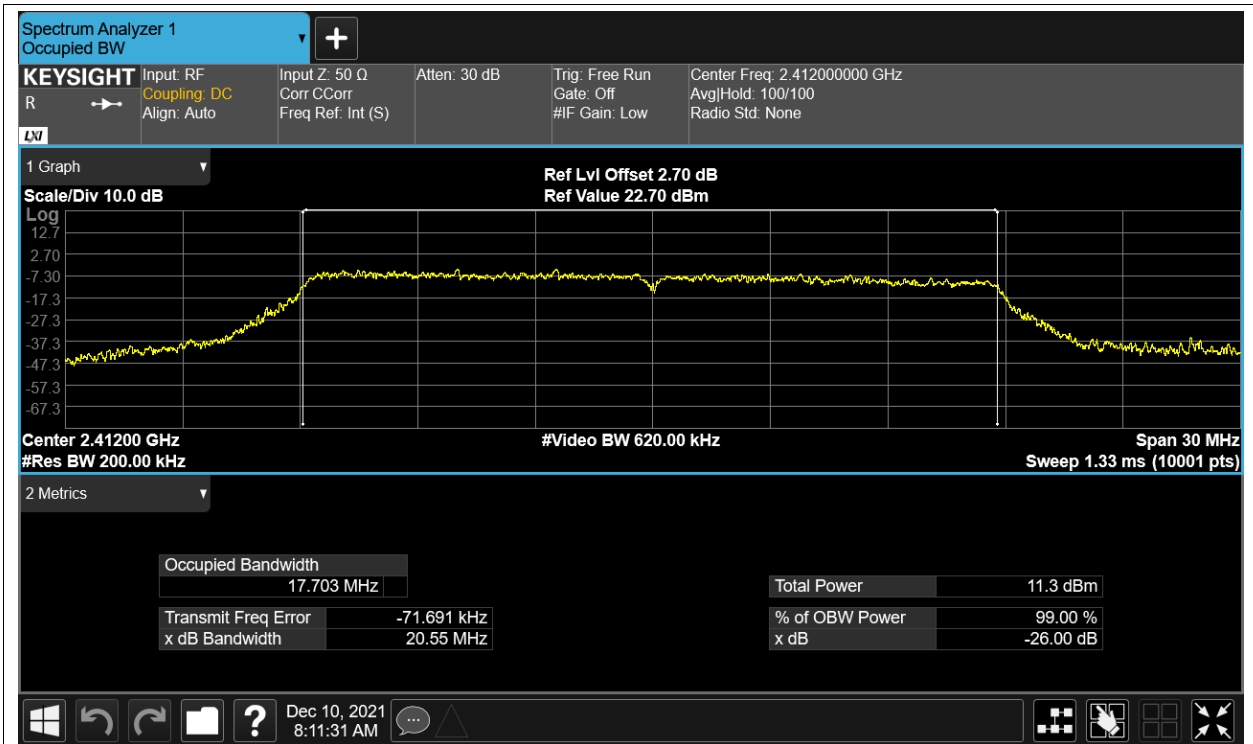 Spectrum Analyzer 1
Occupied BW
KEYSIGHT
R
LXI
Input: RF
Coupling: DC
Align: Auto
Input Z: 50 Ω
Corr CCorr
Freq Ref: Int (S)
Atten: 30 dB
Trig: Free Run
Gate: Off
#IF Gain: Low
Center Freq: 2.412000000 GHz
Avg|Hold: 100/100
Radio Std: None
1 Graph
Scale/Div 10.0 dB
Ref Lvl Offset 2.70 dB
Ref Value 22.70 dBm
Log
12.7
2.70
-7.30
-17.3
-27.3
-37.3
-47.3
-57.3
-67.3
Center 2.41200 GHz
#Video BW 620.00 kHz
Span 30 MHz
#Res BW 200.00 kHz
Sweep 1.33 ms (10001 pts)
2 Metrics
Occupied Bandwidth
17.703 MHz
Total Power 11.3 dBm
Transmit Freq Error -71.691 kHz
% of OBW Power 99.00 %
x dB Bandwidth 20.55 MHz
x dB -26.00 dB
?
Dec 10, 2021
8:11:31 AM